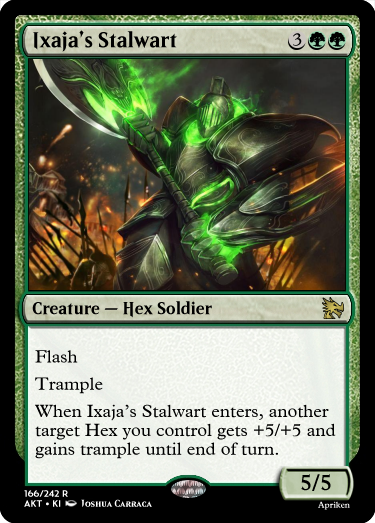 Ixaja's Stalwart 3
Creature — Hex Soldier
Flash
Trample
When Ixaja's Stalwart enters, another
target Hex you control gets +5/+5 and
gains trample until end of turn.
5/5
166/242 R
AKT • KI Joshua Carraca
Apriken